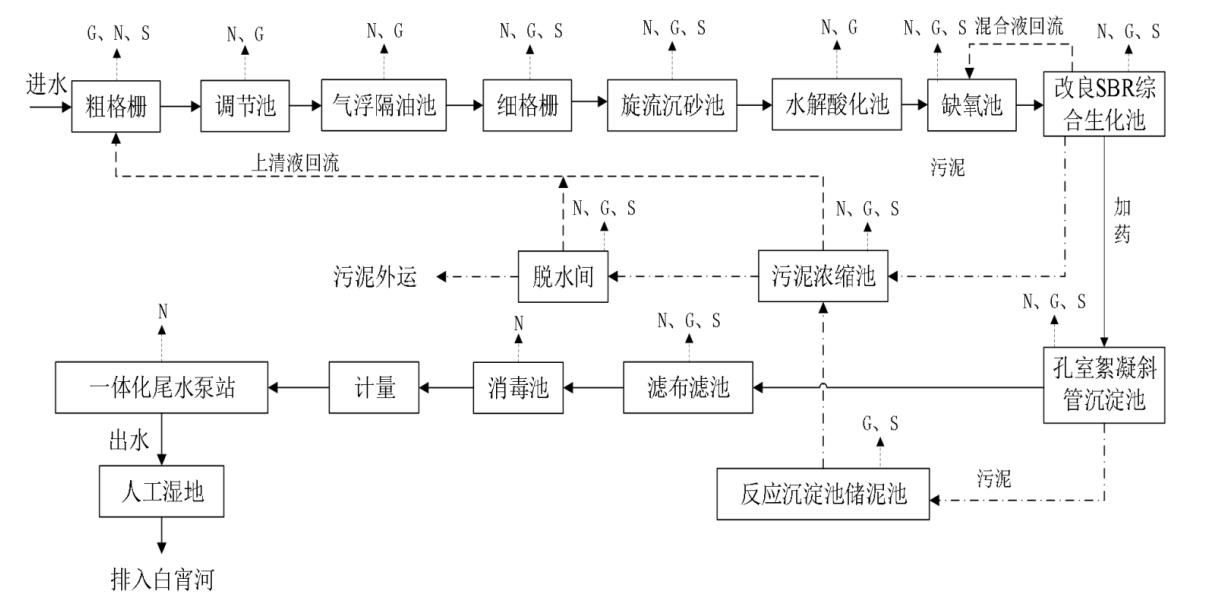 G、N、S
N、G
N、G
N、G、S
N、G、S
N、G
N、G、S
混合液回流
N、G、S
进水
粗格栅
调节池
气浮隔油池
细格栅
旋流沉砂池
水解酸化池
缺氧池
改良SBR综
合生化池
上清液回流
污泥
加
药
N、G、S
N、G、S
污泥外运
脱水间
污泥浓缩池
N、G、S
N
N
N、G、S
一体化尾水泵站
计量
消毒池
滤布滤池
孔室絮凝斜
管沉淀池
出水
G、S
人工湿地
反应沉淀池储泥池
污泥
排入白宵河